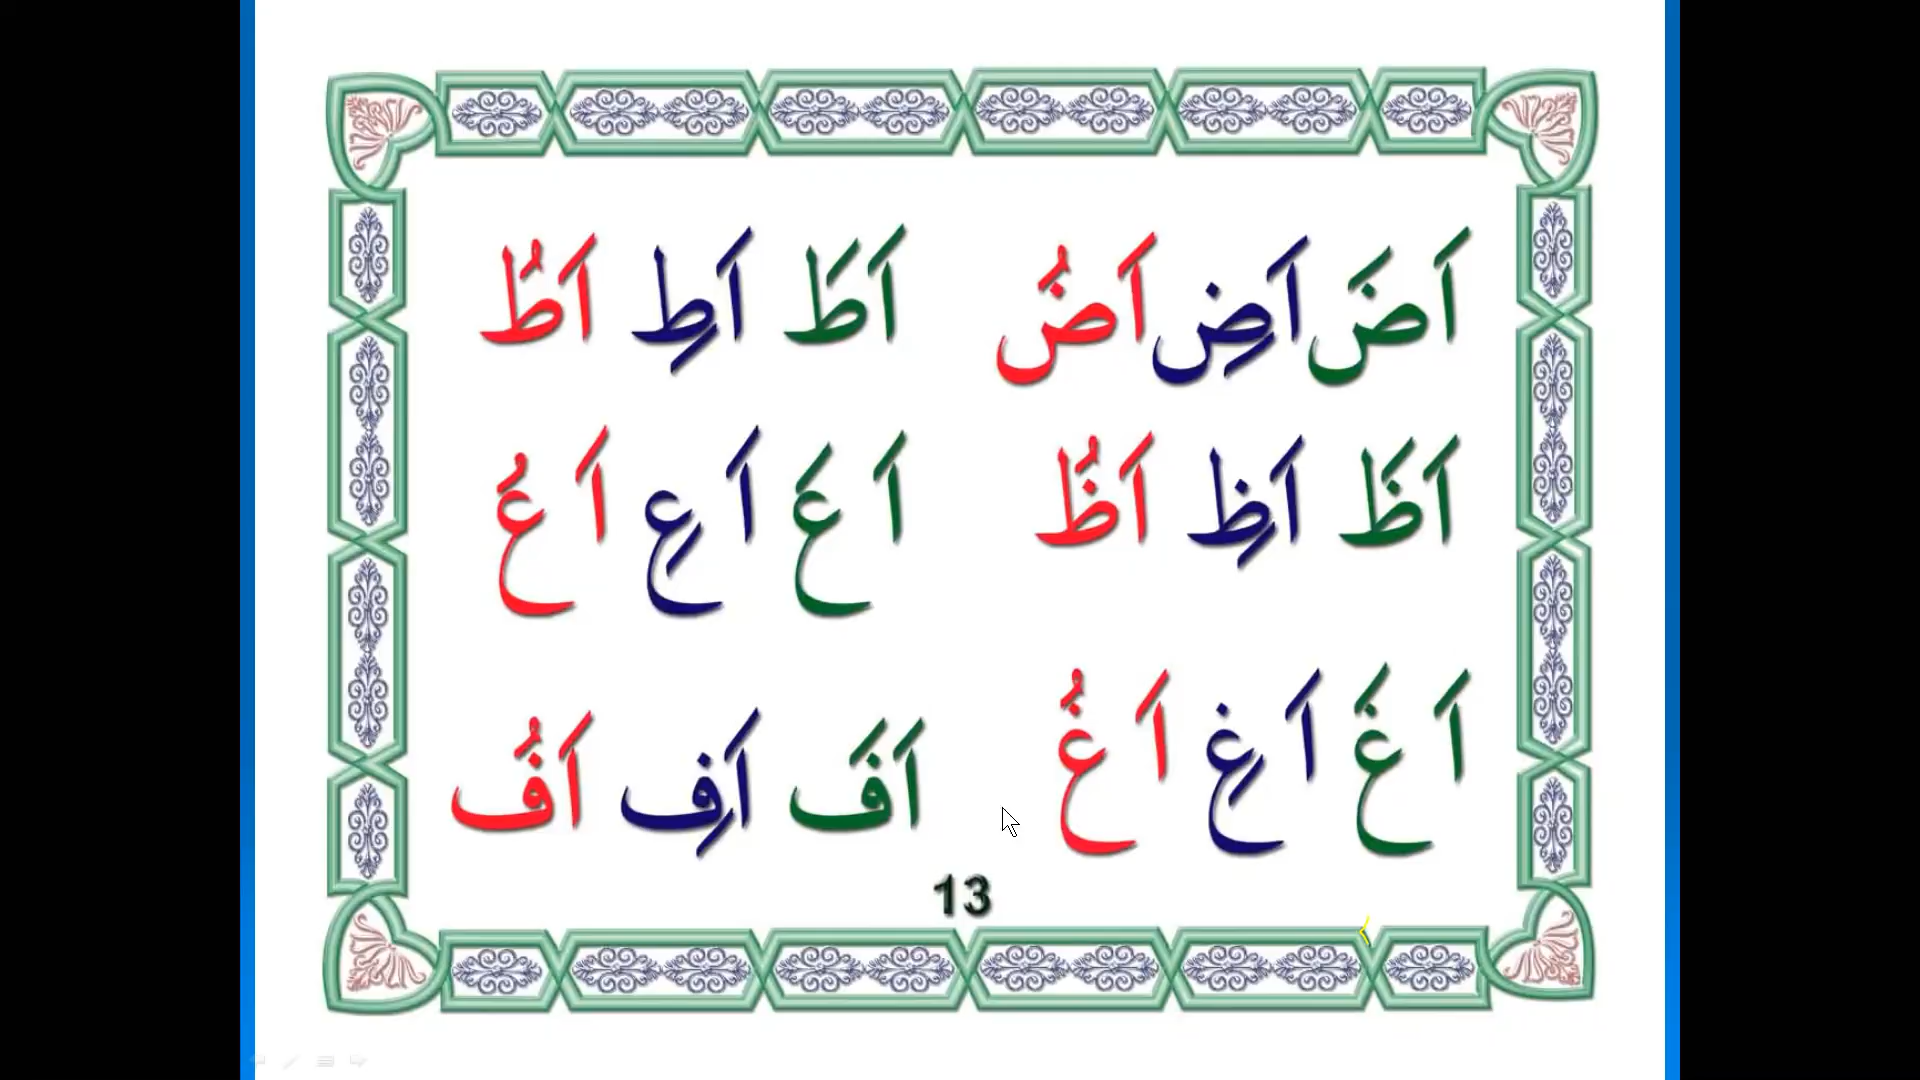 اَضَ اَضِ اَضُ اَطَ اَطِ اَطُ
اَظَ اَظِ اَظُ اَعَ اَعِ اَعُ
اَغَ اَغِ اَغُ اَفَ اَفِ اَفُ
13